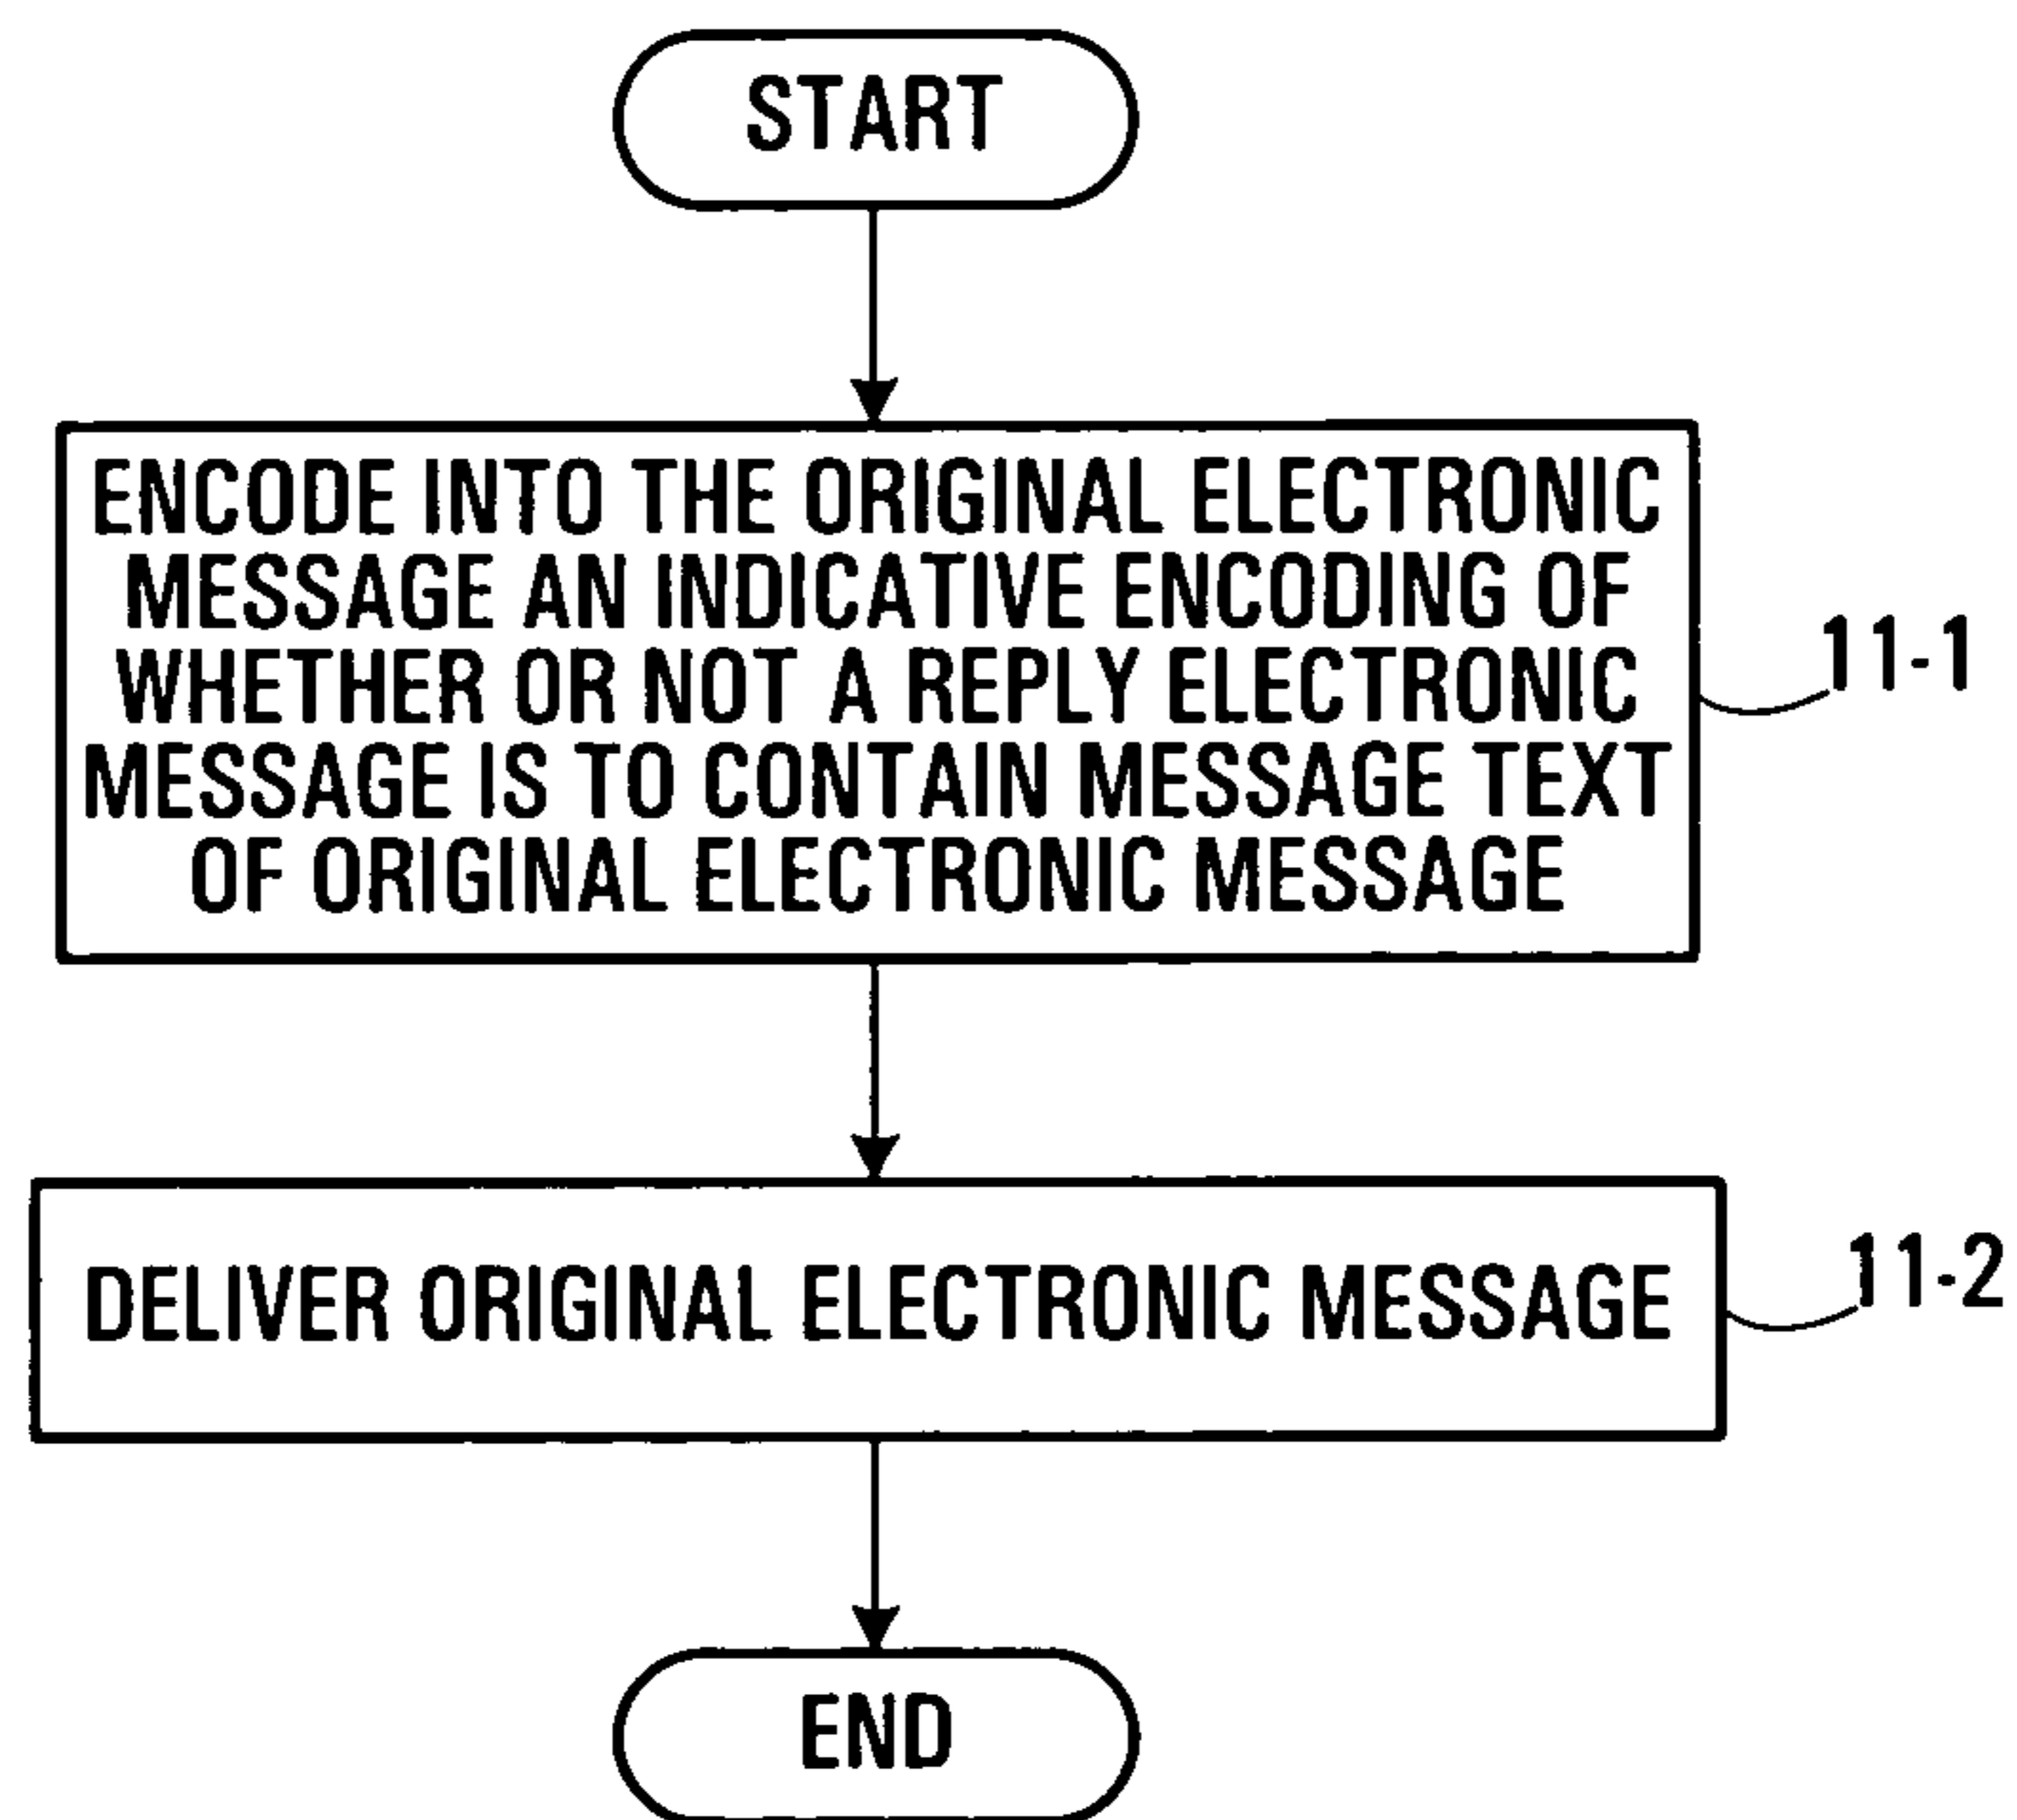 START
ENCODE INTO THE ORIGINAL ELECTRONIC
MESSAGE AN INDICATIVE ENCODING OF
WHETHER OR NOT A REPLY ELECTRONIC
MESSAGE IS TO CONTAIN MESSAGE TEXT
OF ORIGINAL ELECTRONIC MESSAGE
11-1
DELIVER ORIGINAL ELECTRONIC MESSAGE
11-2
END